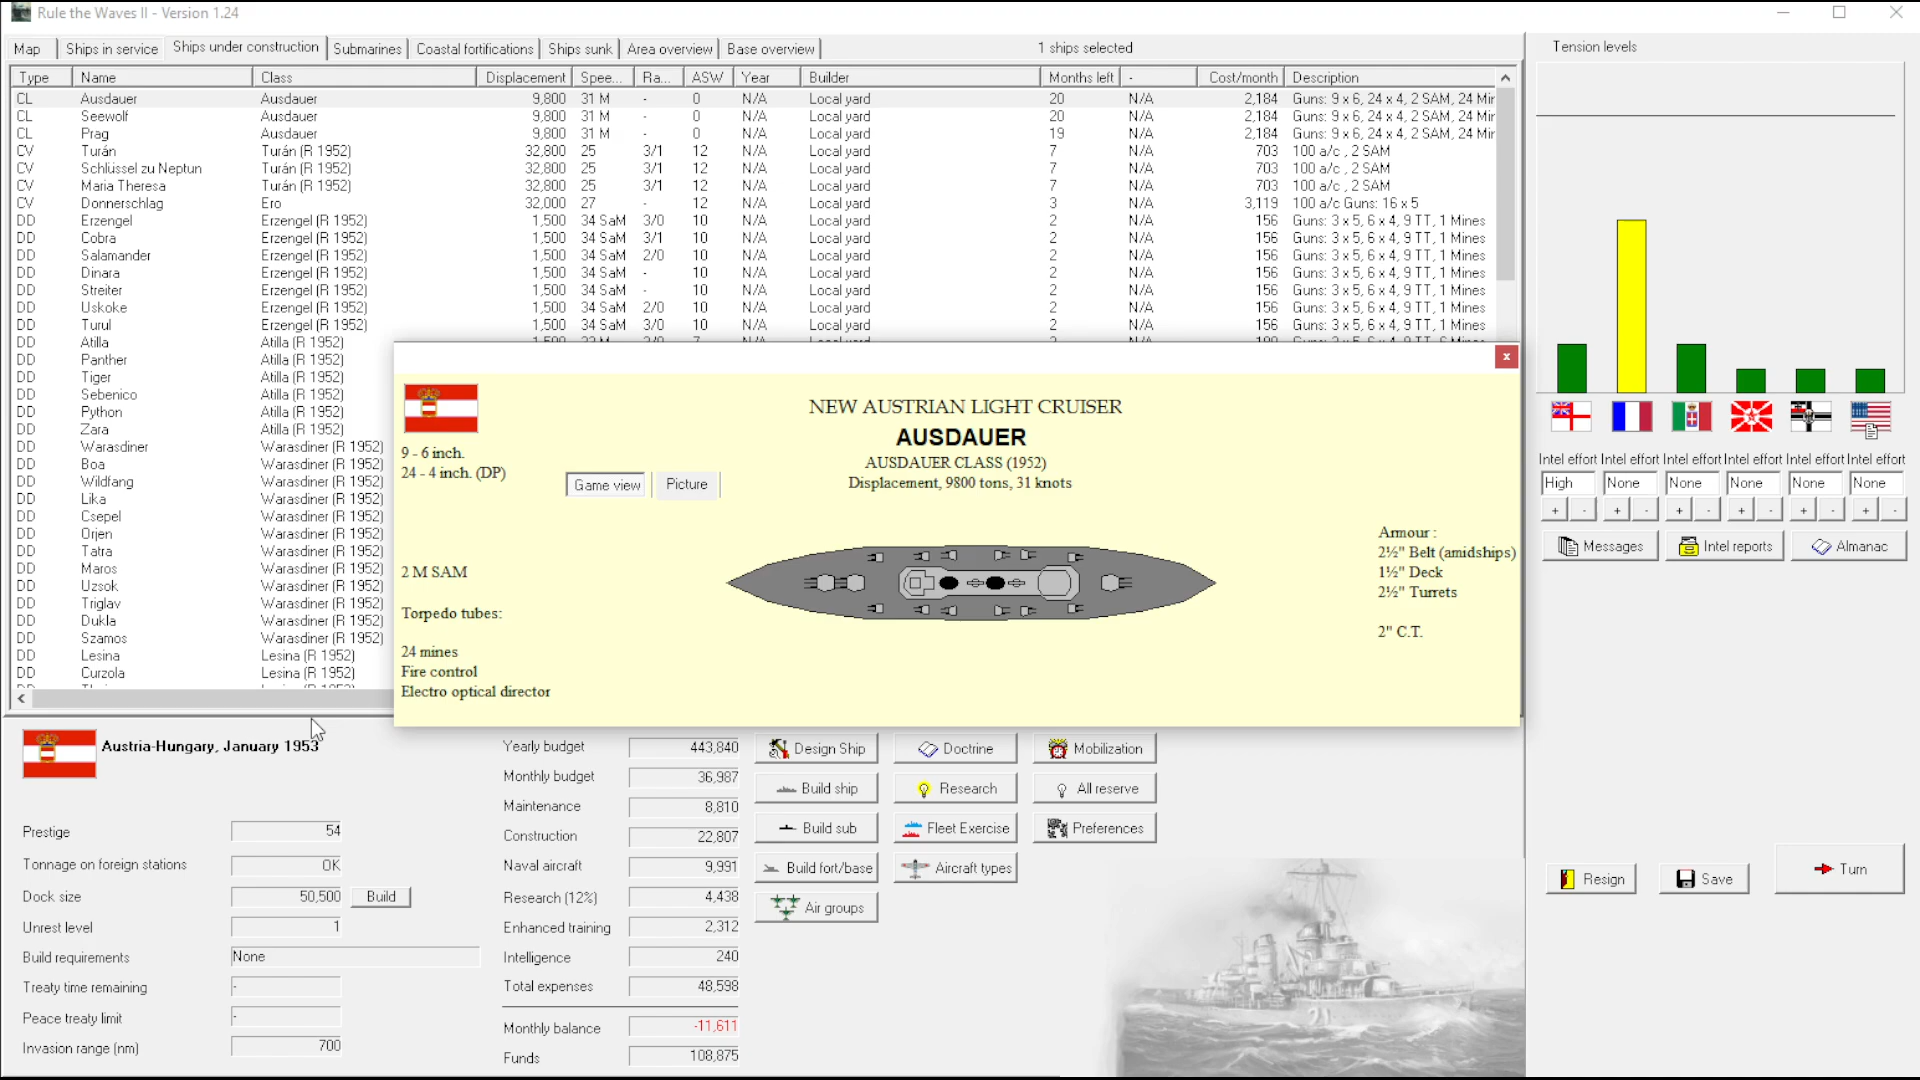 Rule the Waves II - Version 1.24
Map Ships in service Ships under construction Submarines Coastal fortifications Ships sunk Area overview Base overview 1 ships selected
Type Name Class Displacement Spee... Ra... ASW Year Builder Months left - Cost/month Description
CL Ausdauer Ausdauer 9,800 31 M - 0 N/A Local yard 20 N/A 2,184 Guns: 9 x 6, 24 x 4, 2 SAM, 24 Mir
CL Seewolf Ausdauer 9,800 31 M - 0 N/A Local yard 20 N/A 2,184 Guns: 9 x 6, 24 x 4, 2 SAM, 24 Mir
CL Prag Ausdauer 9,800 31 M - 0 N/A Local yard 19 N/A 2,184 Guns: 9 x 6, 24 x 4, 2 SAM, 24 Mir
CV Turán Turán (R 1952) 32,800 25 3/1 12 N/A Local yard 7 N/A 703 100 a/c , 2 SAM
CV Schlüssel zu Neptun Turán (R 1952) 32,800 25 3/1 12 N/A Local yard 7 N/A 703 100 a/c , 2 SAM
CV Maria Theresa Turán (R 1952) 32,800 25 3/1 12 N/A Local yard 7 N/A 703 100 a/c , 2 SAM
CV Donnerschlag Ero 32,000 27 - 12 N/A Local yard 3 N/A 3,119 100 a/c Guns: 16 x 5
DD Erzengel Erzengel (R 1952) 1,500 34 SaM 3/0 10 N/A Local yard 2 N/A 156 Guns: 3 x 5, 6 x 4, 9 TT, 1 Mines
DD Cobra Erzengel (R 1952) 1,500 34 SaM 3/1 10 N/A Local yard 2 N/A 156 Guns: 3 x 5, 6 x 4, 9 TT, 1 Mines
DD Salamander Erzengel (R 1952) 1,500 34 SaM 2/0 10 N/A Local yard 2 N/A 156 Guns: 3 x 5, 6 x 4, 9 TT, 1 Mines
DD Dinara Erzengel (R 1952) 1,500 34 SaM - 10 N/A Local yard 2 N/A 156 Guns: 3 x 5, 6 x 4, 9 TT, 1 Mines
DD Streiter Erzengel (R 1952) 1,500 34 SaM - 10 N/A Local yard 2 N/A 156 Guns: 3 x 5, 6 x 4, 9 TT, 1 Mines
DD Uskoke Erzengel (R 1952) 1,500 34 SaM 2/0 10 N/A Local yard 2 N/A 156 Guns: 3 x 5, 6 x 4, 9 TT, 1 Mines
DD Turul Erzengel (R 1952) 1,500 34 SaM 3/0 10 N/A Local yard 2 N/A 156 Guns: 3 x 5, 6 x 4, 9 TT, 1 Mines
DD Atilla Atilla (R 1952)
DD Panther Atilla (R 1952)
DD Tiger Atilla (R 1952)
DD Sebenico Atilla (R 1952)
DD Python Atilla (R 1952)
DD Zara Atilla (R 1952)
DD Warasdiner Warasdiner (R 1952)
DD Boa Warasdiner (R 1952)
DD Wildfang Warasdiner (R 1952)
DD Lika Warasdiner (R 1952)
DD Csepel Warasdiner (R 1952)
DD Orjen Warasdiner (R 1952)
DD Tatra Warasdiner (R 1952)
DD Maros Warasdiner (R 1952)
DD Uzsok Warasdiner (R 1952)
DD Triglav Warasdiner (R 1952)
DD Dukla Warasdiner (R 1952)
DD Szamos Warasdiner (R 1952)
DD Lesina Lesina (R 1952)
DD Curzola Lesina (R 1952)
NEW AUSTRIAN LIGHT CRUISER
AUSDAUER
AUSDAUER CLASS (1952)
Displacement, 9800 tons, 31 knots
9 - 6 inch.
24 - 4 inch. (DP)
Game view Picture
2 M SAM
Torpedo tubes:
24 mines
Fire control
Electro optical director
Armour :
2½" Belt (amidships)
1½" Deck
2½" Turrets
2" C.T.
Tension levels
Intel effort Intel effort Intel effort Intel effort Intel effort Intel effort
High None None None None None
+ - + - + - + - + - + -
Messages Intel reports Almanac
Austria-Hungary, January 1953
Prestige 54
Tonnage on foreign stations OK
Dock size 50,500 Build
Unrest level 1
Build requirements None
Treaty time remaining -
Peace treaty limit -
Invasion range (nm) 700
Yearly budget 443,840
Monthly budget 36,987
Maintenance 8,810
Construction 22,807
Naval aircraft 9,991
Research (12%) 4,438
Enhanced training 2,312
Intelligence 240
Total expenses 48,598
Monthly balance -11,611
Funds 108,875
Design Ship Doctrine Mobilization
Build ship Research All reserve
Build sub Fleet Exercise Preferences
Build fort/base Aircraft types
Air groups
Resign Save Turn